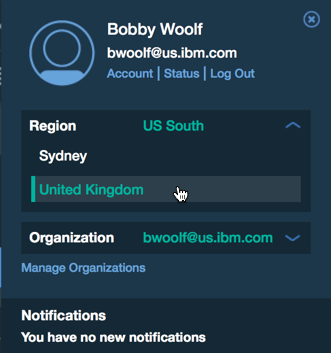 Bobby Woolf
bwoolf@us.ibm.com
Account | Status | Log Out
Region US South
Sydney
United Kingdom
Organization bwoolf@us.ibm.com
Manage Organizations
Notifications
You have no new notifications